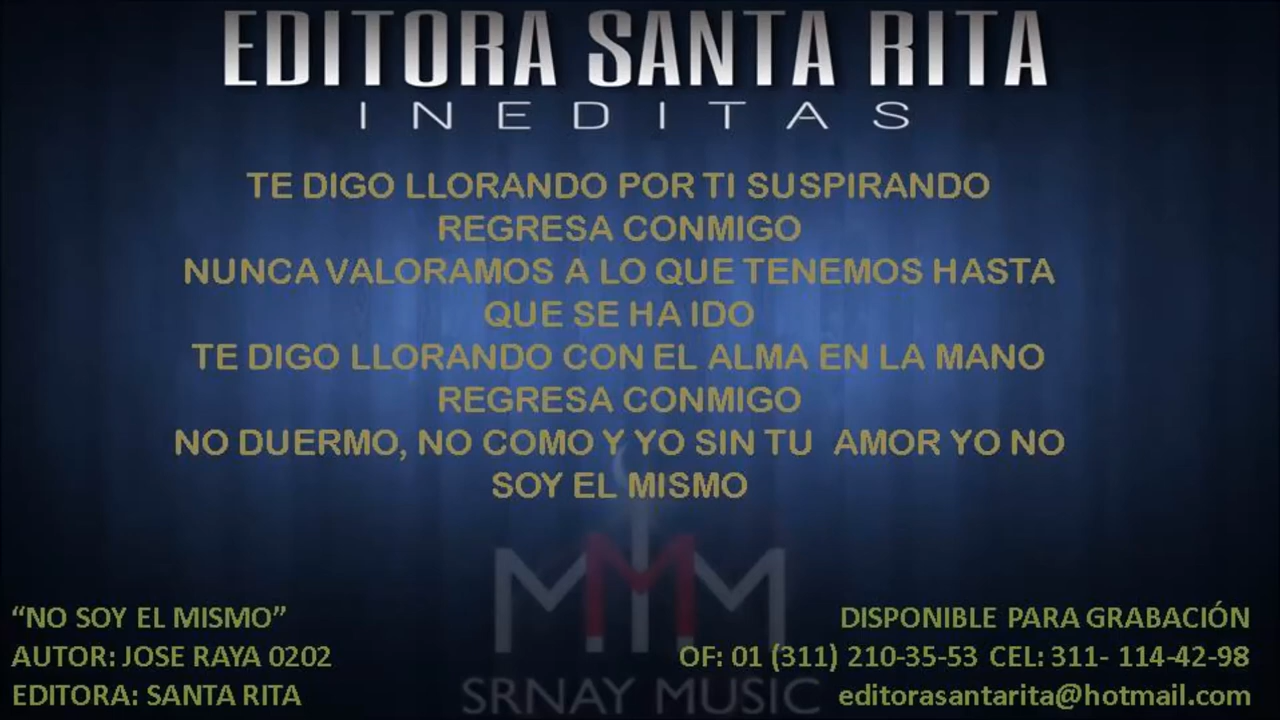 EDITORA SANTA RITA
INEDITAS
TE DIGO LLORANDO POR TI SUSPIRANDO
REGRESA CONMIGO
NUNCA VALORAMOS A LO QUE TENEMOS HASTA
QUE SE HA IDO
TE DIGO LLORANDO CON EL ALMA EN LA MANO
REGRESA CONMIGO
NO DUERMO, NO COMO Y YO SIN TU AMOR YO NO
SOY EL MISMO
“NO SOY EL MISMO”
AUTOR: JOSE RAYA 0202
EDITORA: SANTA RITA
MMM
SRNAY MUSIC
DISPONIBLE PARA GRABACIÓN
OF: 01 (311) 210-35-53 CEL: 311- 114-42-98
editorasantarita@hotmail.com